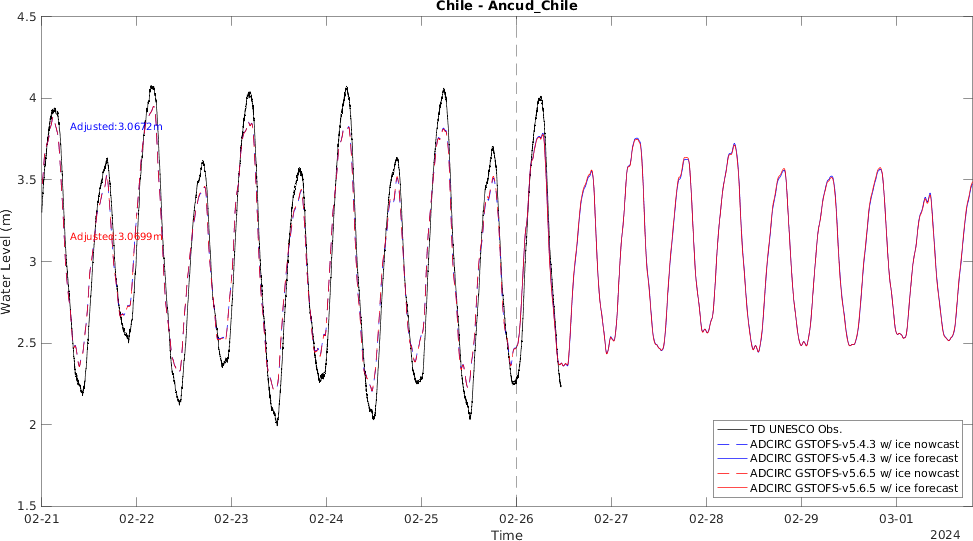 Chile - Ancud_Chile
4.5
4
3.5
3
2.5
2
1.5
Water Level (m)
Adjusted:3.0672m
Adjusted:3.0699m
TD UNESCO Obs.
ADCIRC GSTOFS-v5.4.3 w/ ice nowcast
ADCIRC GSTOFS-v5.4.3 w/ ice forecast
ADCIRC GSTOFS-v5.6.5 w/ ice nowcast
ADCIRC GSTOFS-v5.6.5 w/ ice forecast
02-21 02-22 02-23 02-24 02-25 02-26 02-27 02-28 02-29 03-01
Time
2024